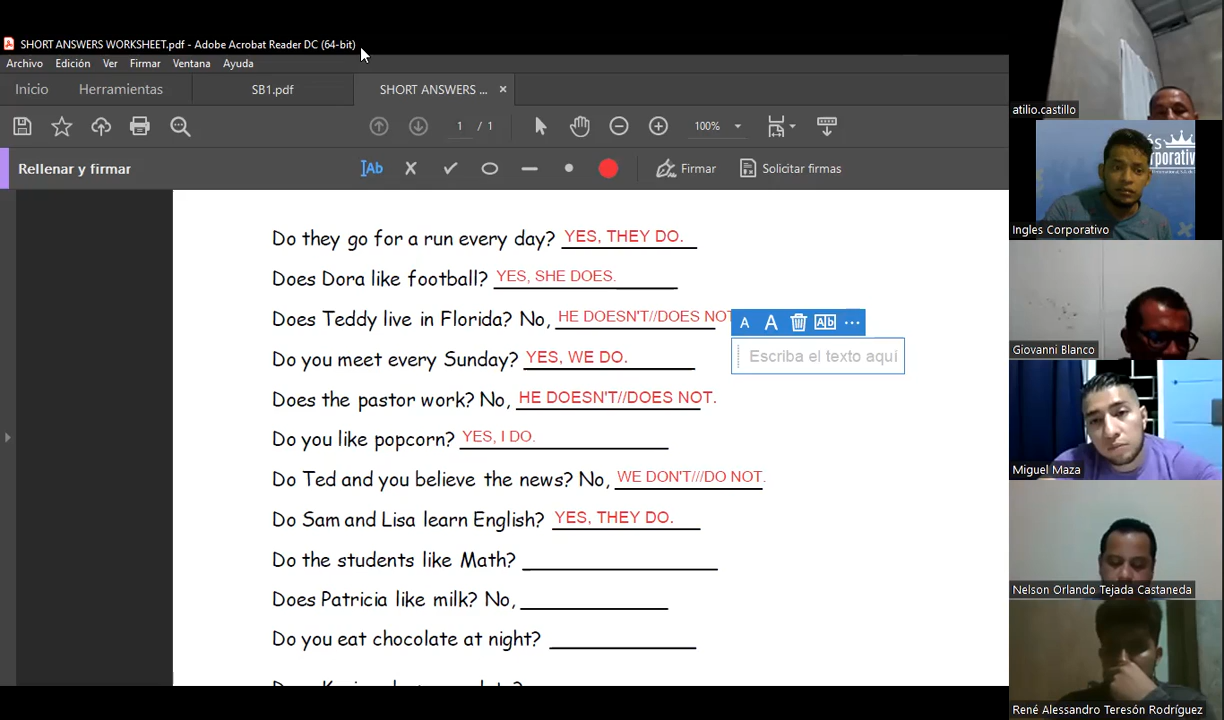 SHORT ANSWERS WORKSHEET.pdf - Adobe Acrobat Reader DC (64-bit)
Archivo Edición Ver Firmar Ventana Ayuda
Inicio Herramientas SB1.pdf SHORT ANSWERS ... ×
1 / 1 100%
Rellenar y firmar Ab Firmar Solicitar firmas
Do they go for a run every day? YES, THEY DO.
Does Dora like football? YES, SHE DOES.
Does Teddy live in Florida? No, HE DOESN'T//DOES NOT
A A Ab ...
Do you meet every Sunday? YES, WE DO.
Escriba el texto aquí
Does the pastor work? No, HE DOESN'T//DOES NOT.
Do you like popcorn? YES, I DO.
Do Ted and you believe the news? No, WE DON'T///DO NOT.
Do Sam and Lisa learn English? YES, THEY DO.
Do the students like Math?
Does Patricia like milk? No,
Do you eat chocolate at night?
atilio.castillo
és
orporativ
Ingles Corporativo
Giovanni Blanco
Miguel Maza
Nelson Orlando Tejada Castaneda
René Alessandro Teresón Rodríguez